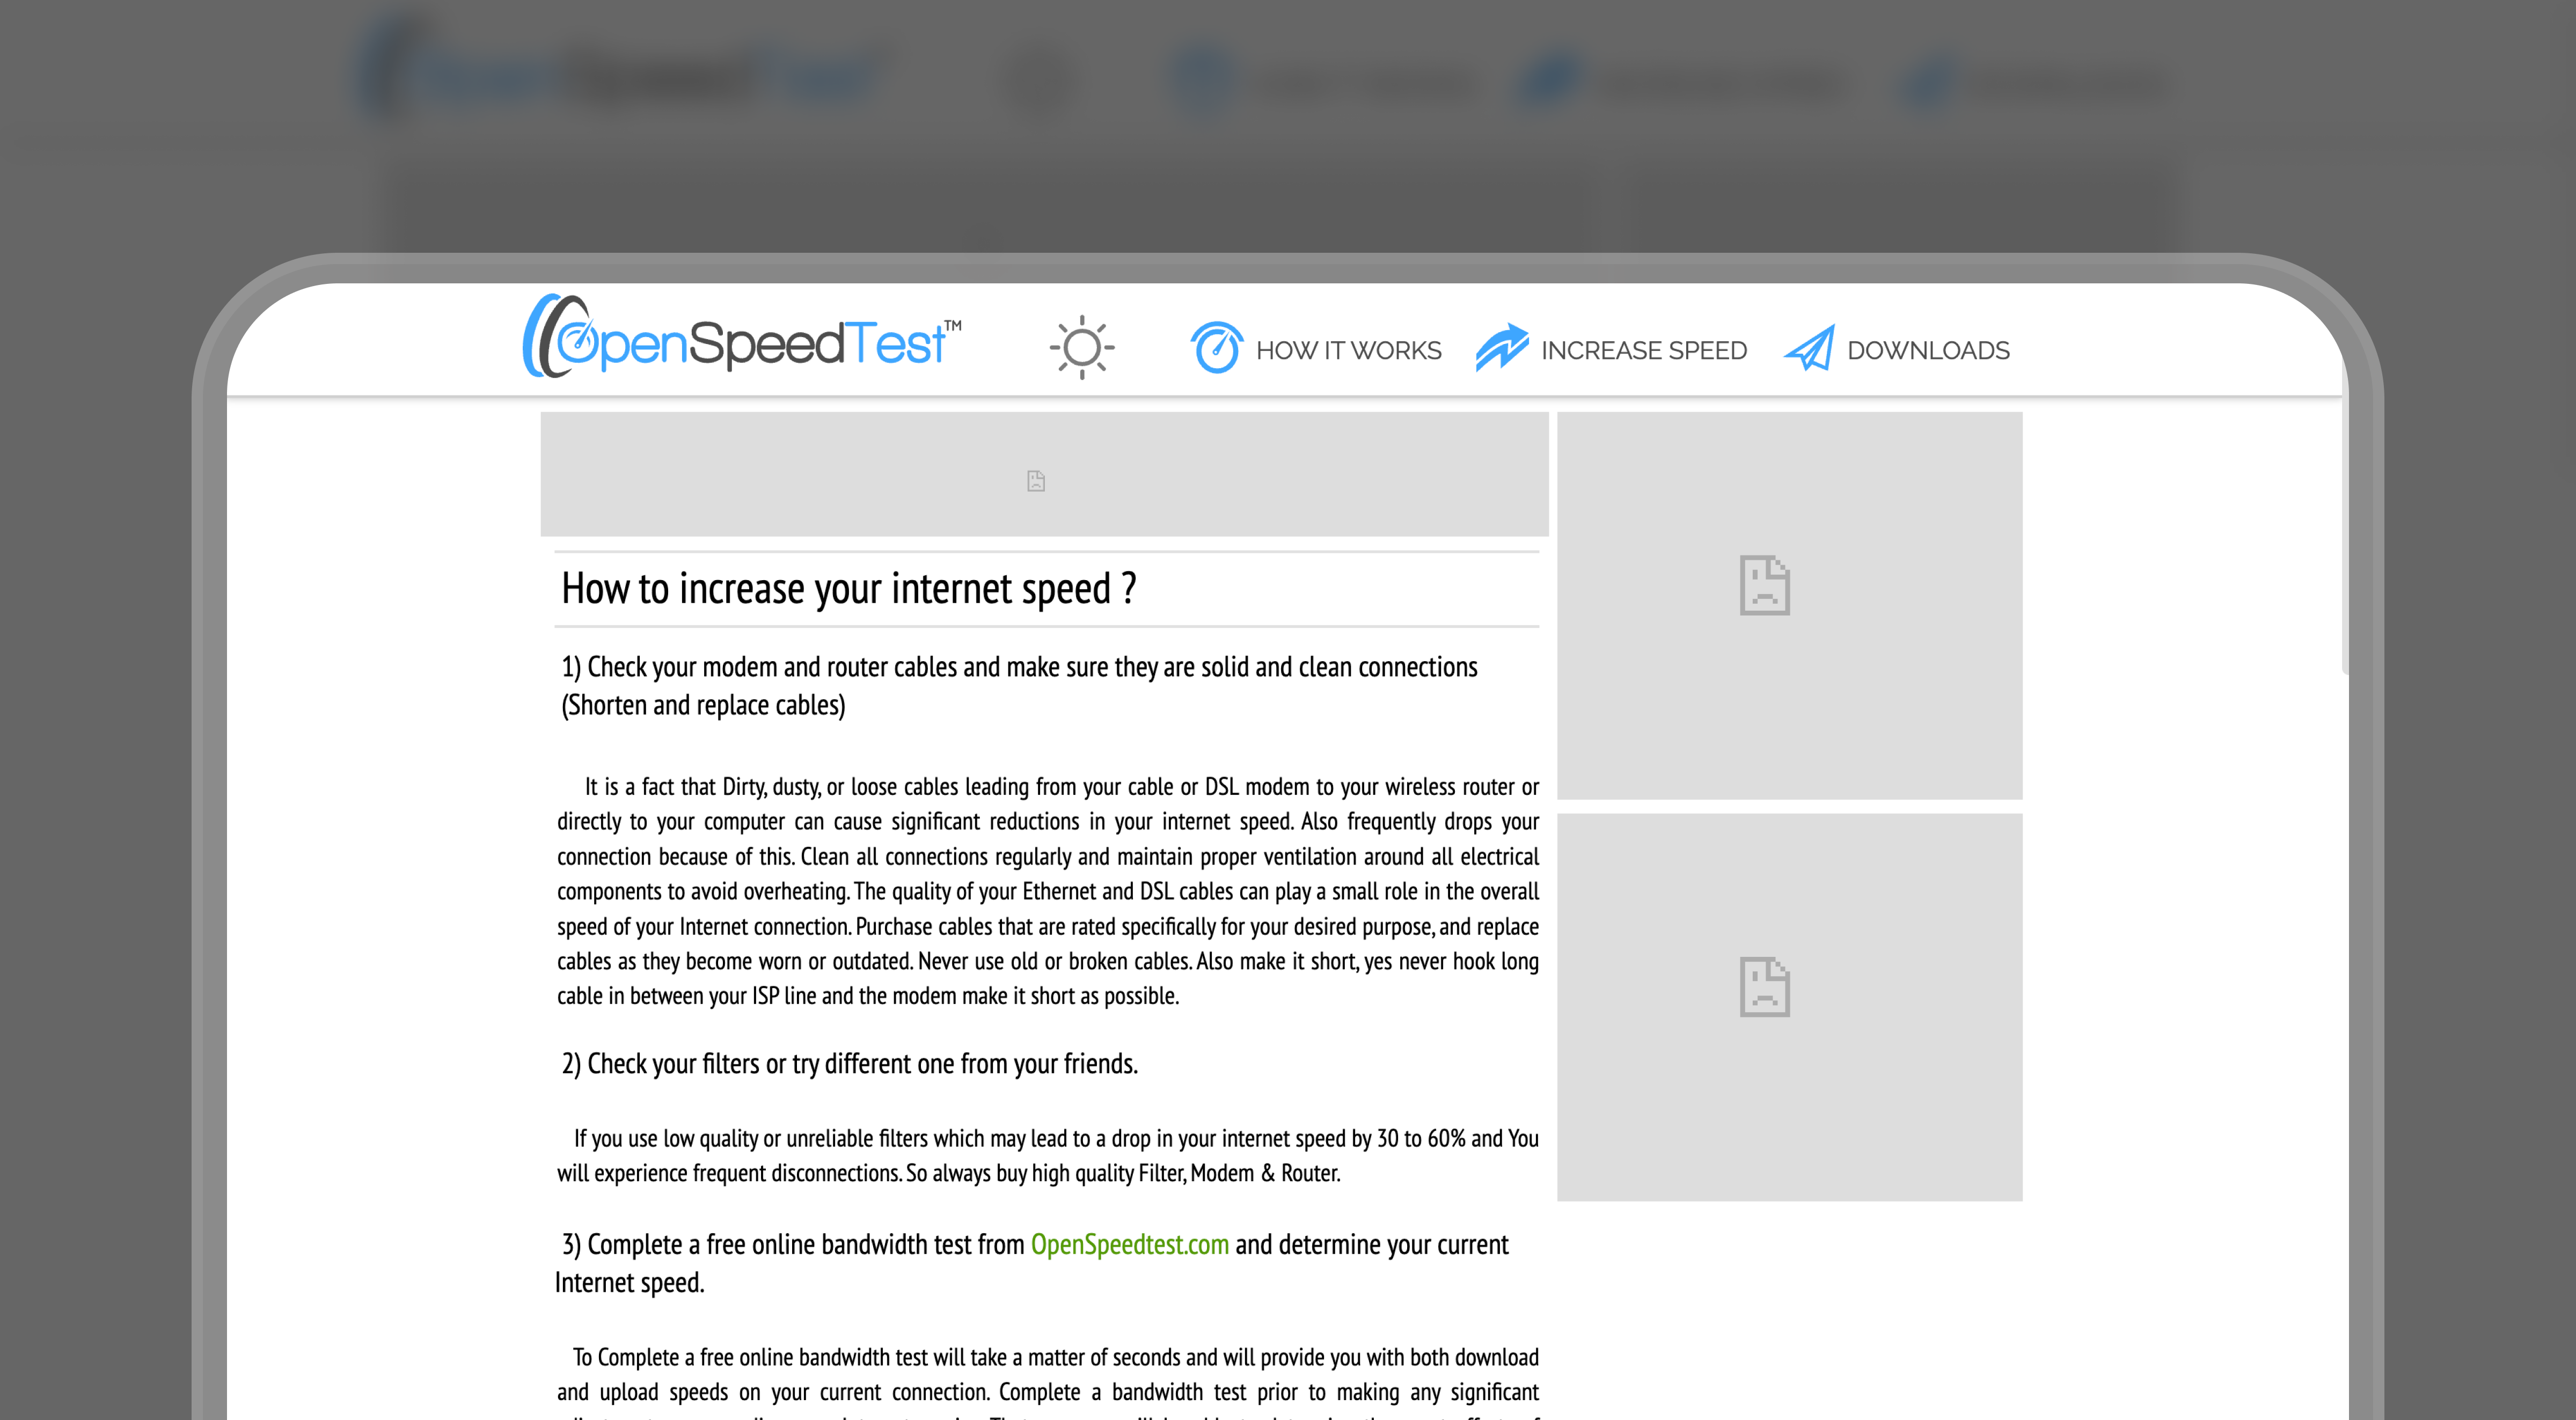 OpenSpeedTest™
HOW IT WORKS
INCREASE SPEED
DOWNLOADS
How to increase your internet speed ?
1) Check your modem and router cables and make sure they are solid and clean connections
(Shorten and replace cables)
It is a fact that Dirty, dusty, or loose cables leading from your cable or DSL modem to your wireless router or
directly to your computer can cause significant reductions in your internet speed. Also frequently drops your
connection because of this. Clean all connections regularly and maintain proper ventilation around all electrical
components to avoid overheating. The quality of your Ethernet and DSL cables can play a small role in the overall
speed of your Internet connection. Purchase cables that are rated specifically for your desired purpose, and replace
cables as they become worn or outdated. Never use old or broken cables. Also make it short, yes never hook long
cable in between your ISP line and the modem make it short as possible.
2) Check your filters or try different one from your friends.
If you use low quality or unreliable filters which may lead to a drop in your internet speed by 30 to 60% and You
will experience frequent disconnections. So always buy high quality Filter, Modem & Router.
3) Complete a free online bandwidth test from OpenSpeedtest.com and determine your current
Internet speed.
To Complete a free online bandwidth test will take a matter of seconds and will provide you with both download
and upload speeds on your current connection. Complete a bandwidth test prior to making any significant